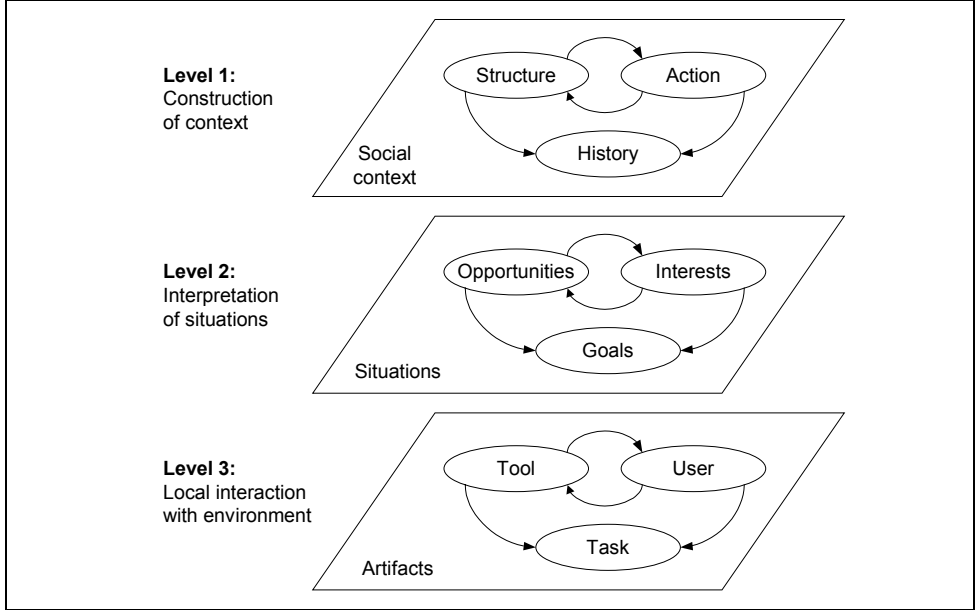 Level 1:
Construction
of context
Structure
Action
History
Social
context
Level 2:
Interpretation
of situations
Opportunities
Interests
Goals
Situations
Level 3:
Local interaction
with environment
Tool
User
Task
Artifacts